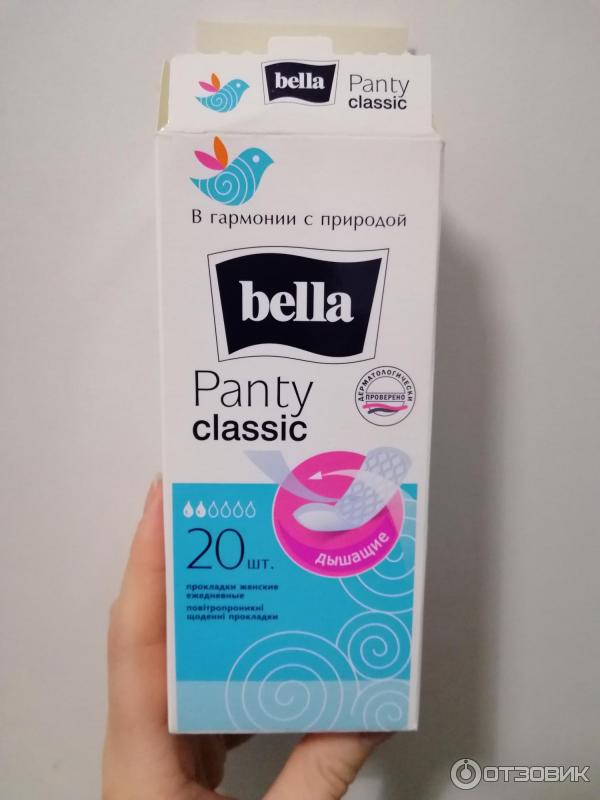 bella
Panty
classic
В гармонии с природой
bella
Panty
classic
ДЕРМАТОЛОГИЧЕСКИ
ПРОВЕРЕНО
дышащие
20 шт.
прокладки женские
ежедневные
повітропроникні
щоденні прокладки
ОТЗОВИК